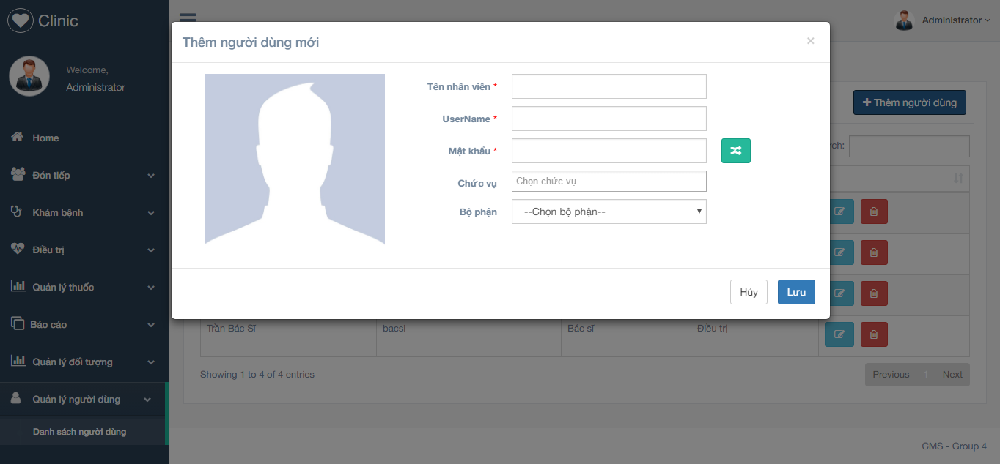 Clinic
Administrator
Welcome,
Administrator
Home
Đón tiếp
Khám bệnh
Điều trị
Quản lý thuốc
Báo cáo
Quản lý đối tượng
Quản lý người dùng
Danh sách người dùng
Thêm người dùng mới
×
Tên nhân viên *
UserName *
Mật khẩu *
Chức vụ
Chọn chức vụ
Bộ phận
--Chọn bộ phận--
Hủy
Lưu
Thêm người dùng
rch:
Trần Bác Sĩ
bacsi
Bác sĩ
Điều trị
Showing 1 to 4 of 4 entries
Previous 1 Next
CMS - Group 4